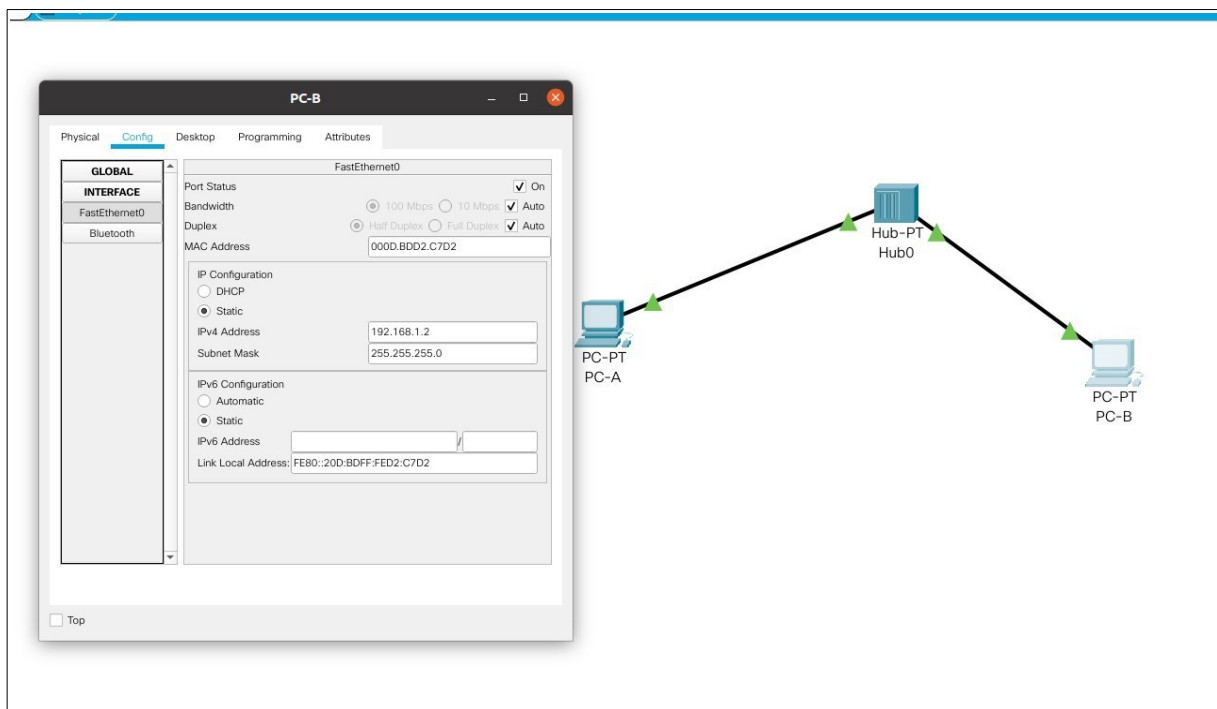 PC-B
Physical Config Desktop Programming Attributes
GLOBAL
INTERFACE
FastEthernet0
Bluetooth
FastEthernet0
Port Status On
Bandwidth 100 Mbps 10 Mbps Auto
Duplex Half Duplex Full Duplex Auto
MAC Address 000D.BDD2.C7D2
IP Configuration
DHCP
Static
IPv4 Address 192.168.1.2
Subnet Mask 255.255.255.0
IPv6 Configuration
Automatic
Static
IPv6 Address /
Link Local Address: FE80::20D:BDFF:FED2:C7D2
Top
Hub-PT
Hub0
PC-PT
PC-A
PC-PT
PC-B